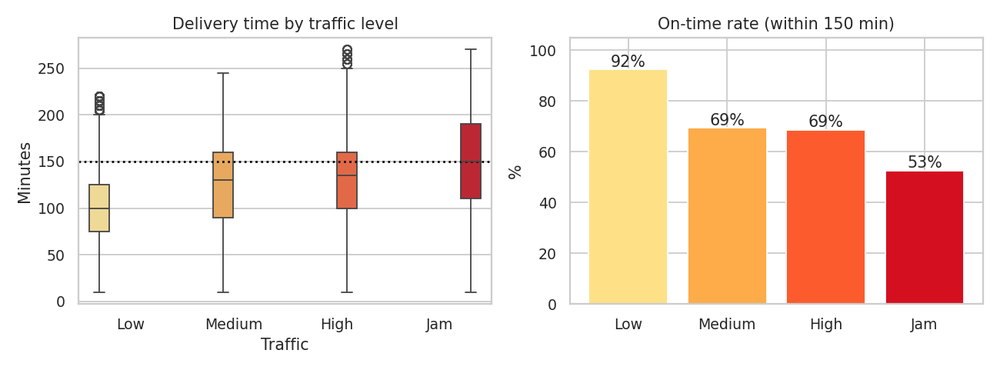 Delivery time by traffic level
Minutes
250
200
150
100
50
0
Low Medium High Jam
Traffic
On-time rate (within 150 min)
%
100
80
60
40
20
0
92%
69%
69%
53%
Low Medium High Jam